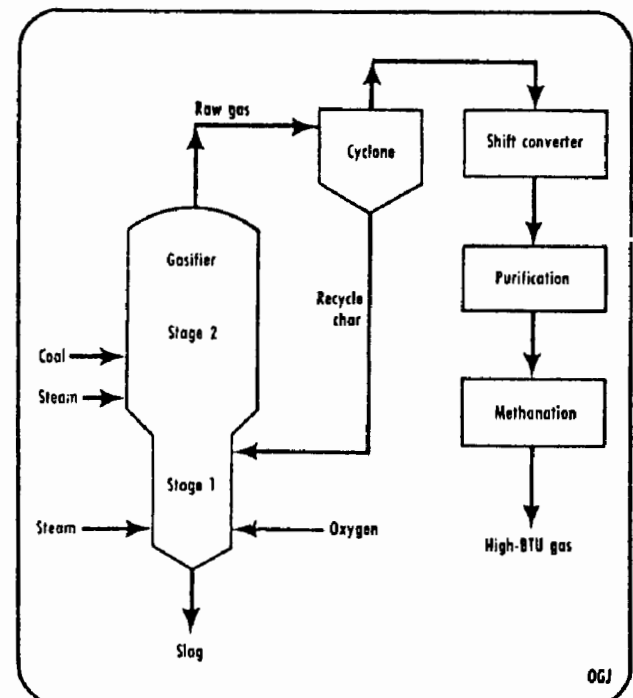 Raw gas
Cyclone
Shift converter
Gasifier
Purification
Recycle
char
Stage 2
Coal
Steam
Methanation
Stage 1
Steam
Oxygen
High-BTU gas
Slag
OGJ